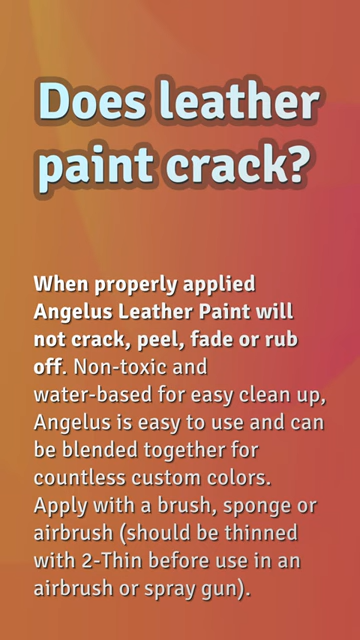 Does leather
paint crack?
When properly applied
Angelus Leather Paint will
not crack, peel, fade or rub
off. Non-toxic and
water-based for easy clean up,
Angelus is easy to use and can
be blended together for
countless custom colors.
Apply with a brush, sponge or
airbrush (should be thinned
with 2-Thin before use in an
airbrush or spray gun).